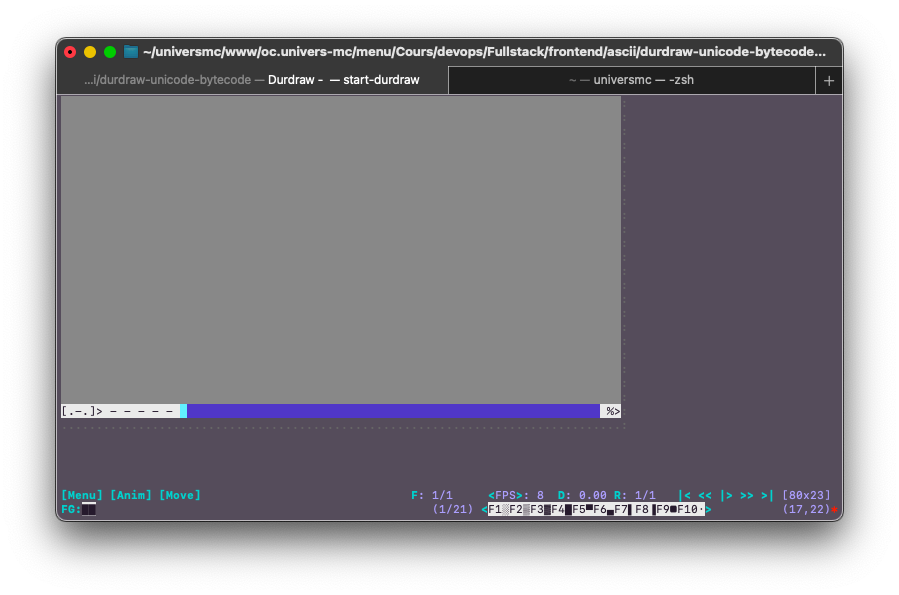 ~/universmc/www/oc.univers-mc/menu/Cours/devops/Fullstack/frontend/ascii/durdraw-unicode-bytecode...
...i/durdraw-unicode-bytecode — Durdraw - — start-durdraw
~ — universmc — -zsh
+
[.-.]> - - - - - %>
[Menu] [Anim] [Move] F: 1/1 <FPS>: 8 D: 0.00 R: 1/1 |< << |> >> >| [80x23]
FG:██ (1/21) <F1░F2▒F3▓F4█F5▀F6▄F7▌F8▐F9■F10·> (17,22)